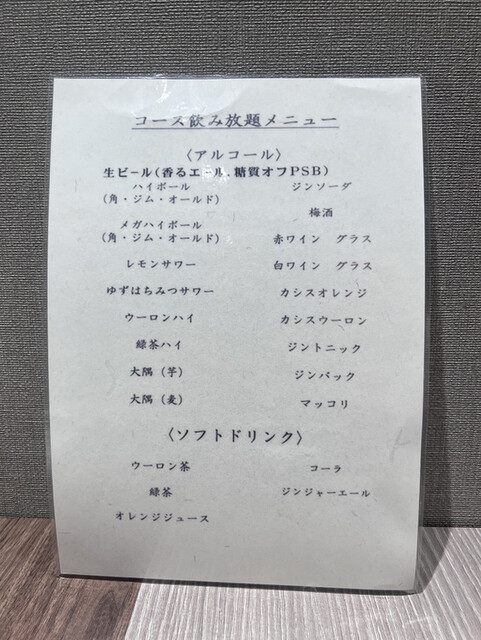 コース飲み放題メニュー
〈アルコール〉
生ビール(香るエール、糖質オフPSB)
ハイボール
(角・ジム・オールド)
ジンソーダ
梅酒
メガハイボール
(角・ジム・オールド)
赤ワイン グラス
レモンサワー
白ワイン グラス
ゆずはちみつサワー
カシスオレンジ
ウーロンハイ
カシスウーロン
緑茶ハイ
ジントニック
大隅(芋)
ジンバック
大隅(麦)
マッコリ
〈ソフトドリンク〉
ウーロン茶
コーラ
緑茶
ジンジャーエール
オレンジジュース